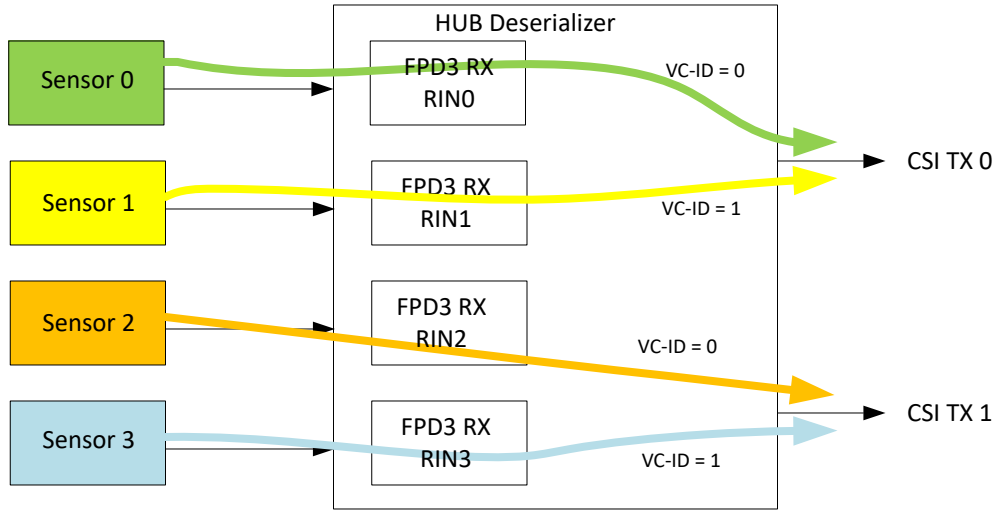 HUB Deserializer
Sensor 0
FPD3 RX
RIN0
VC-ID = 0
CSI TX 0
Sensor 1
FPD3 RX
RIN1
VC-ID = 1
Sensor 2
FPD3 RX
RIN2
VC-ID = 0
CSI TX 1
Sensor 3
FPD3 RX
RIN3
VC-ID = 1